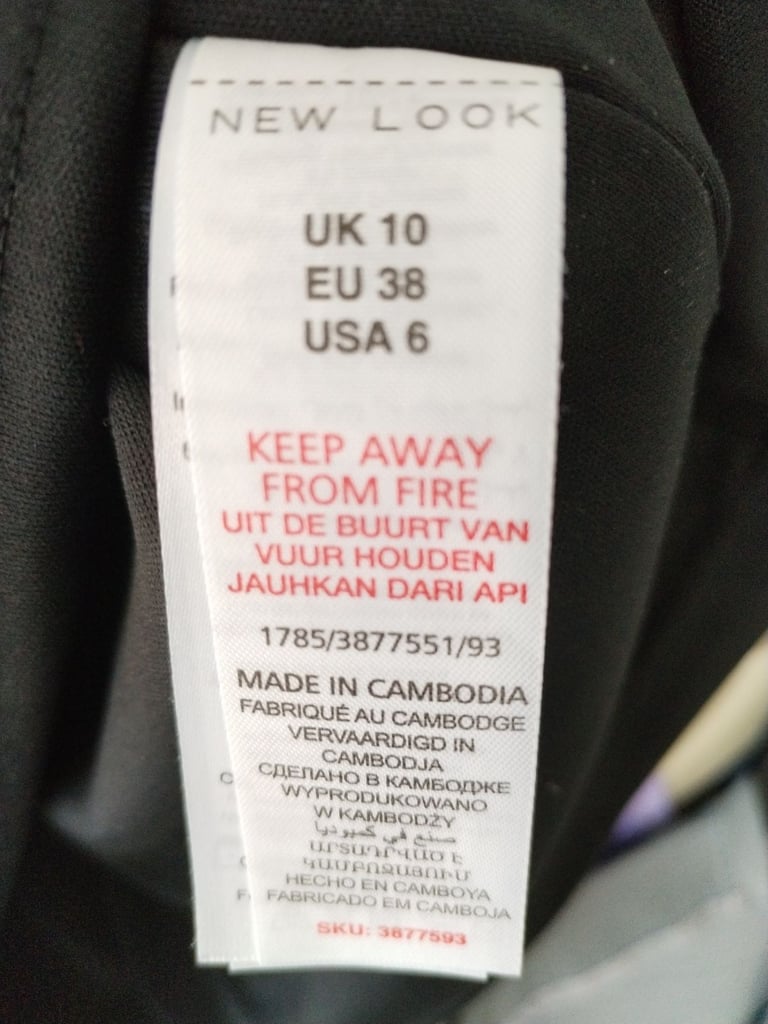 NEW LOOK
UK 10
EU 38
USA 6
KEEP AWAY
FROM FIRE
UIT DE BUURT VAN
VUUR HOUDEN
JAUHKAN DARI API
1785/3877551/93
MADE IN CAMBODIA
FABRIQUÉ AU CAMBODGE
VERVAARDIGD IN
CAMBODJA
СДЕЛАНО В КАМБОДЖЕ
WYPRODUKOWANO
W KAMBODŻY
صنع في كمبوديا
ԱՐՏԱԴՐՎԱԾ Է
ԿԱՄԲՈՋԱՅՈՒՄ
HECHO EN CAMBOYA
FABRICADO EM CAMBOJA
SKU: 3877593